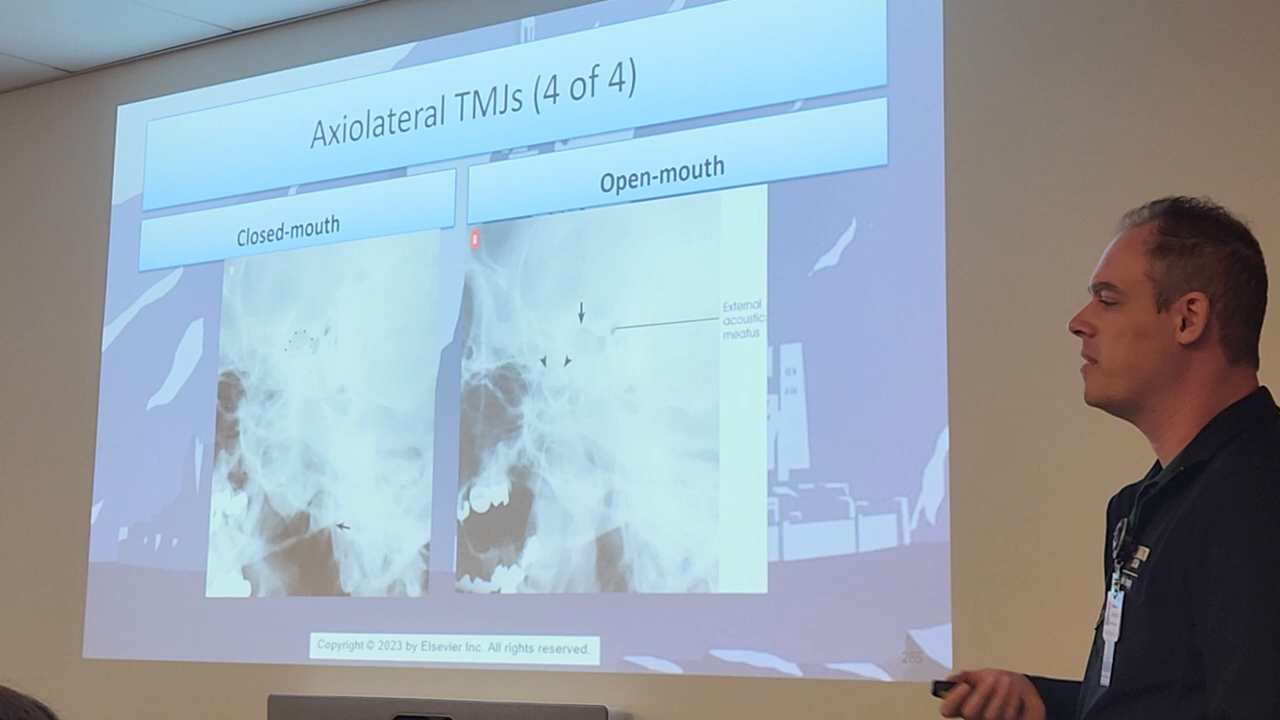 Axiolateral TMJs (4 of 4)
Closed-mouth
Open-mouth
R
External
acoustic
meatus
Copyright © 2023 by Elsevier Inc. All rights reserved.